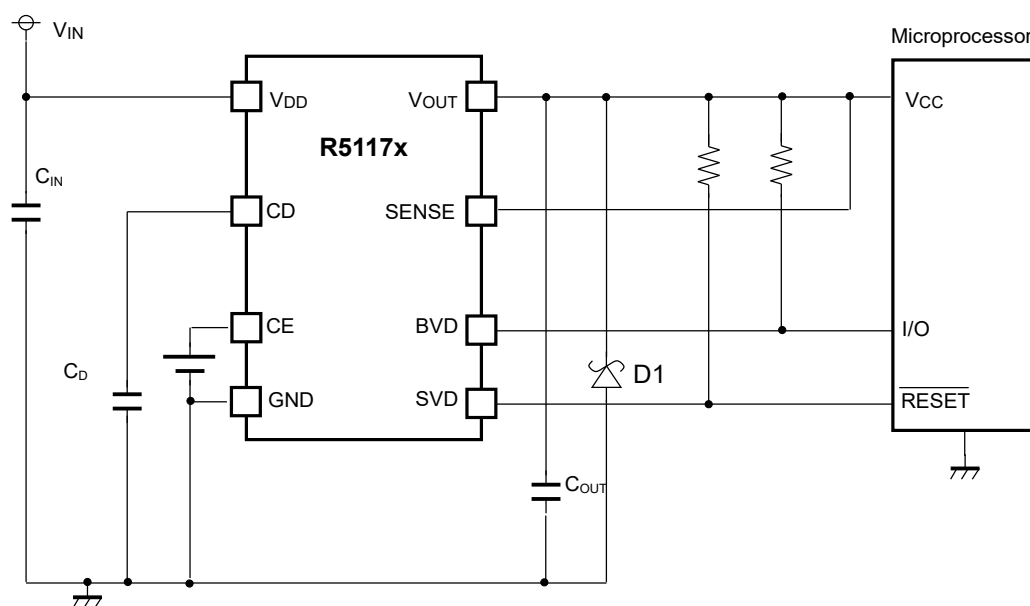 VIN
Microprocessor
VDD
VOUT
VCC
R5117x
CIN
CD
SENSE
CE
BVD
I/O
CD
D1
GND
SVD
RESET
COUT